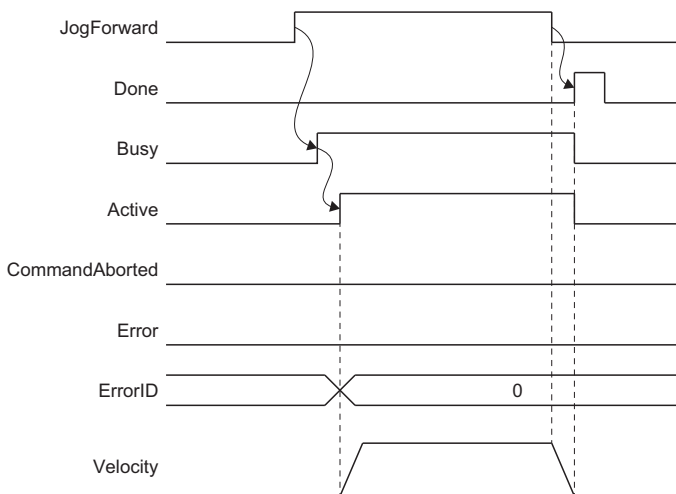 JogForward
Done
Busy
Active
CommandAborted
Error
ErrorID
0
Velocity